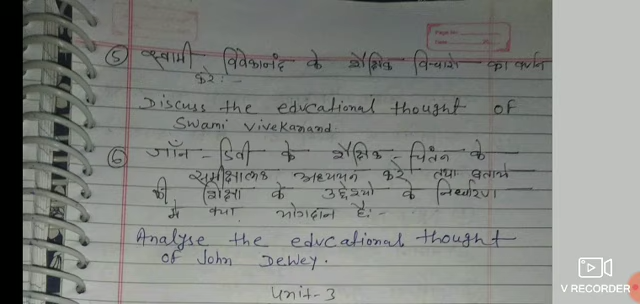 ⑤ स्वामी विवेकानंद के शैक्षिक विचारो का वर्णन
करे :-
Discuss the educational thought of
Swami Vivekanand.
⑥ जॉन - डिवी के शैक्षिक - चिंतन के
समीक्षात्मक अध्ययन करे तथा बताये
की शिक्षा के उद्देश्यो के निर्धारण
मे क्या योगदान है :-
Analyse the educational thought
of John Dewey.
Unit-3
V RECORDER